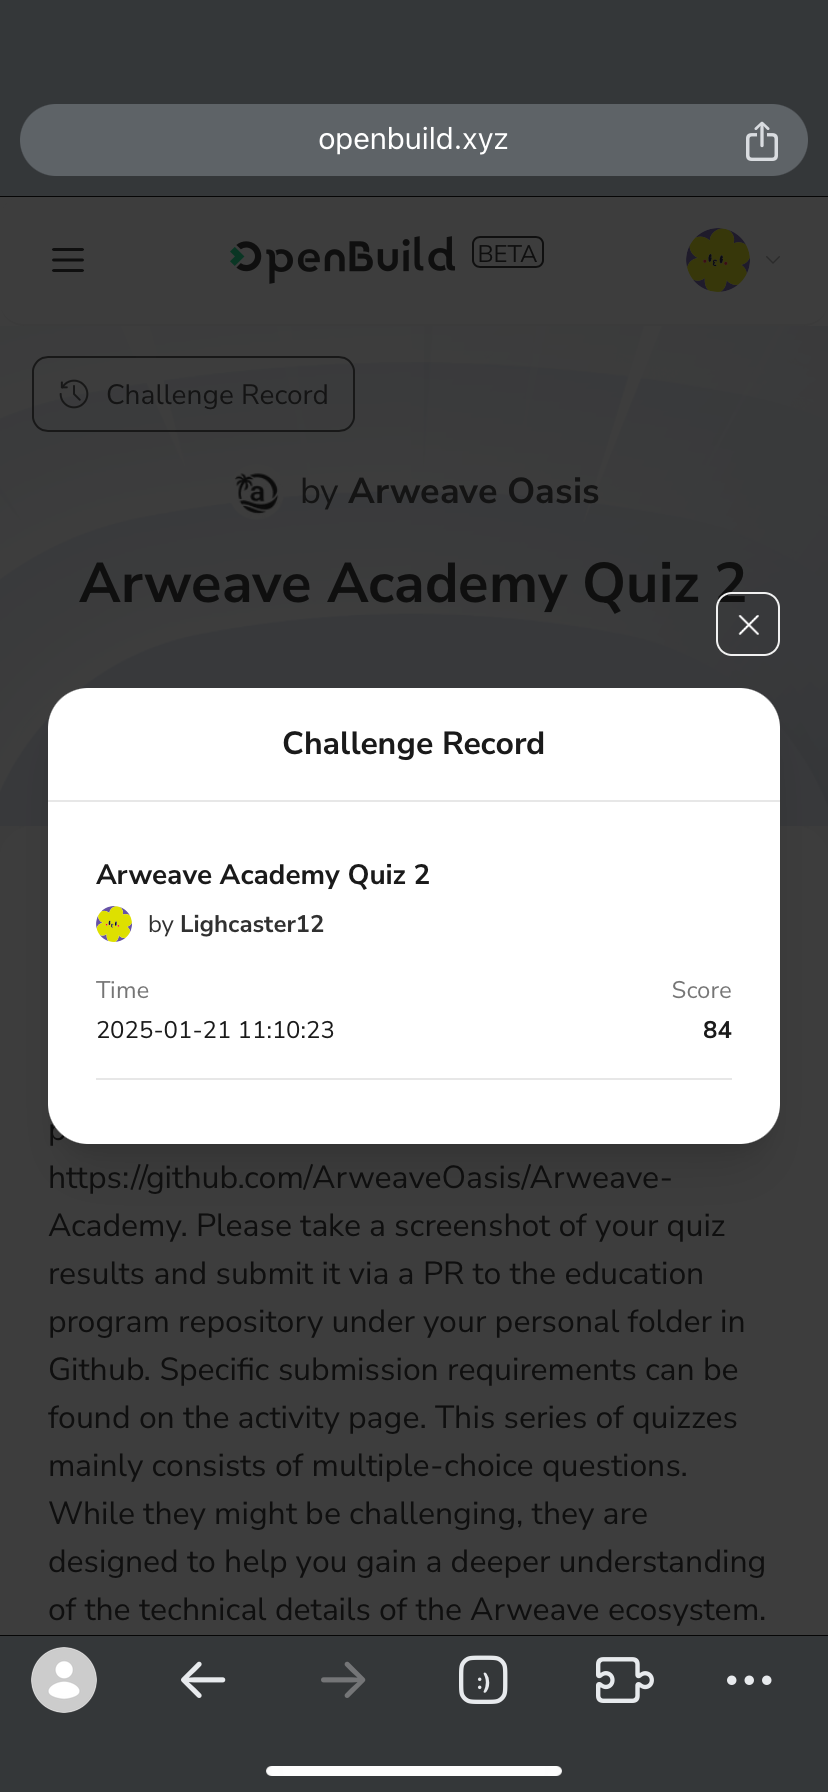 openbuild.xyz
OpenBuild BETA
Challenge Record
by Arweave Oasis
Arweave Academy Quiz 2
Challenge Record
Arweave Academy Quiz 2
by Lighcaster12
Time Score
2025-01-21 11:10:23 84
https://github.com/ArweaveOasis/Arweave-
Academy. Please take a screenshot of your quiz
results and submit it via a PR to the education
program repository under your personal folder in
Github. Specific submission requirements can be
found on the activity page. This series of quizzes
mainly consists of multiple-choice questions.
While they might be challenging, they are
designed to help you gain a deeper understanding
of the technical details of the Arweave ecosystem.
:)